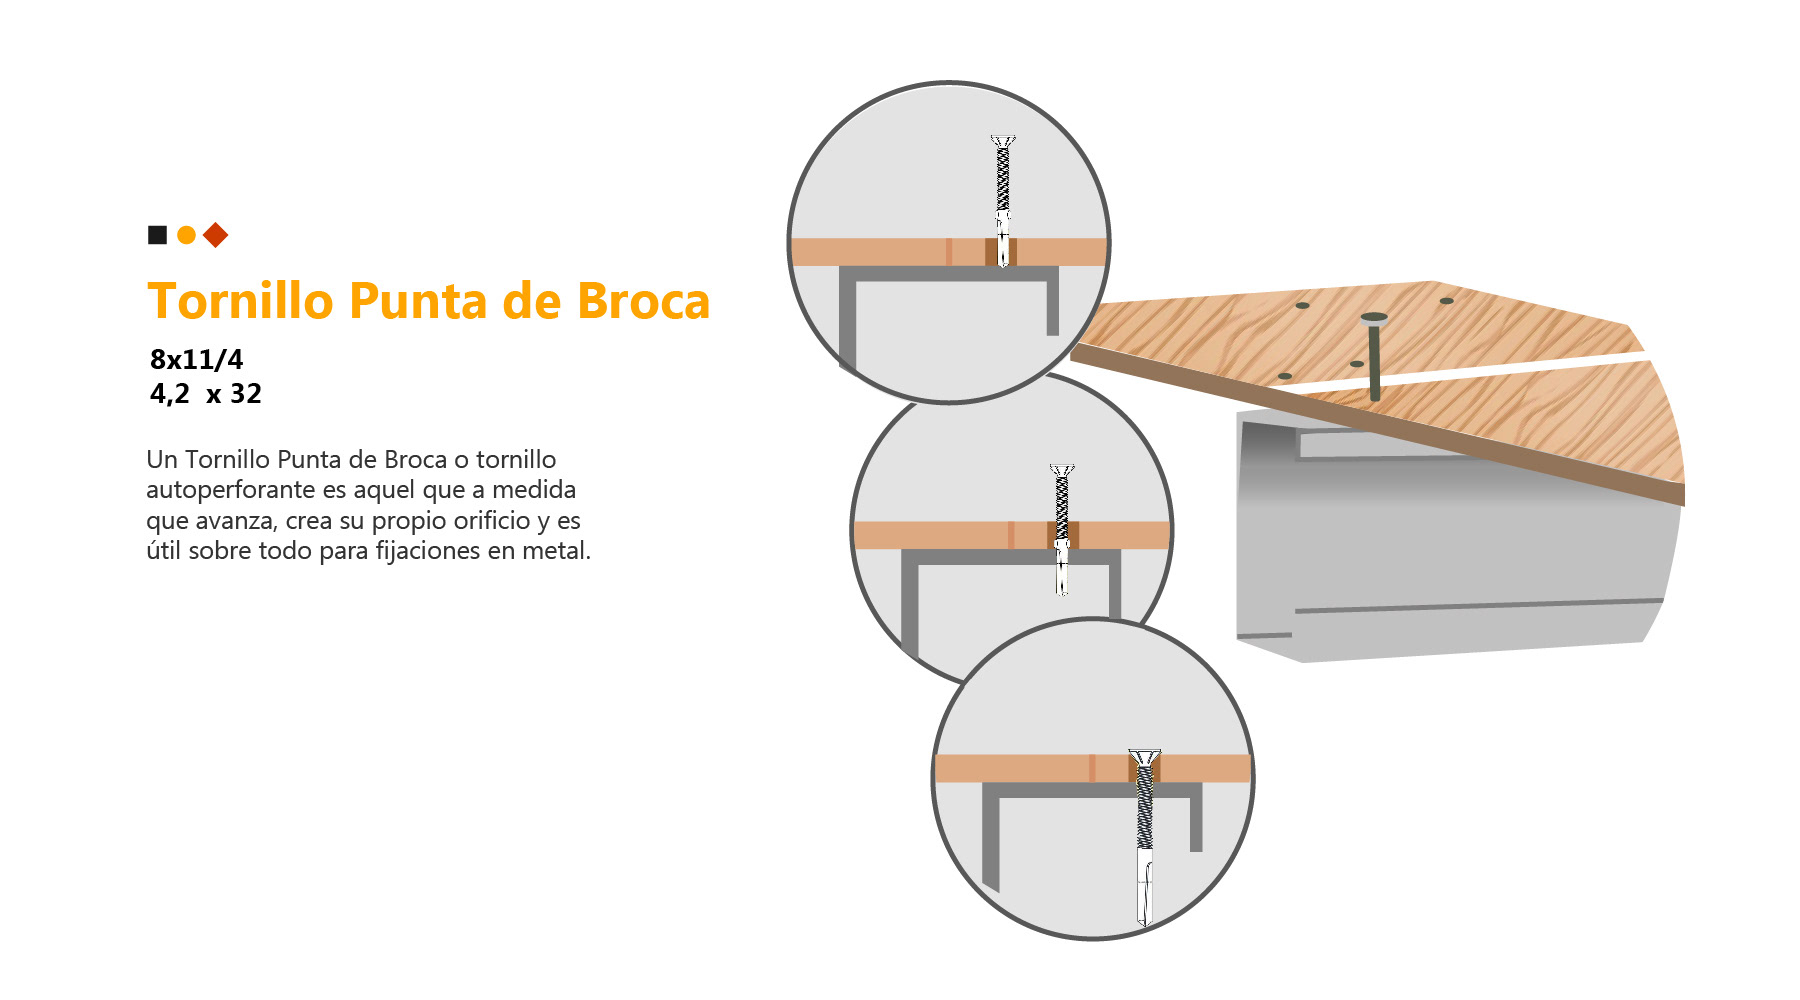 Tornillo Punta de Broca
8x11/4
4,2  x 32
Un Tornillo Punta de Broca o tornillo
autoperforante es aquel que a medida
que avanza, crea su propio orificio y es
útil sobre todo para fijaciones en metal.